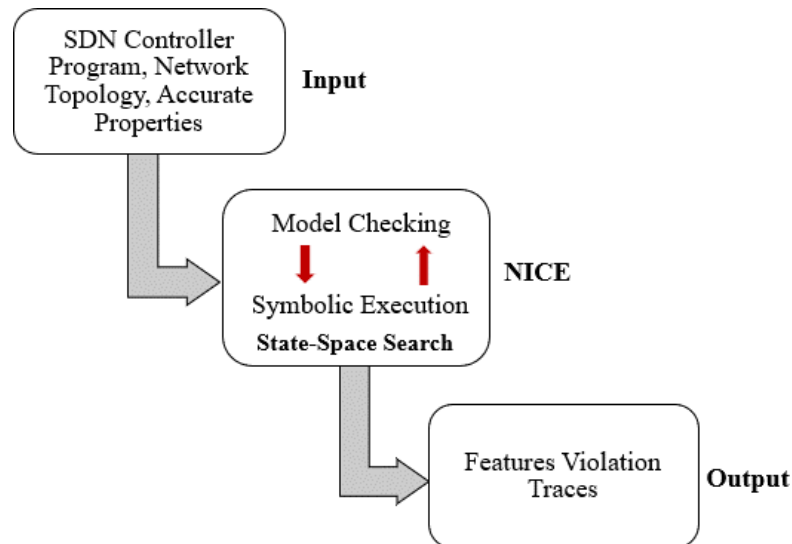 SDN Controller
Program, Network
Topology, Accurate
Properties
Input
Model Checking
Symbolic Execution
State-Space Search
NICE
Features Violation
Traces
Output